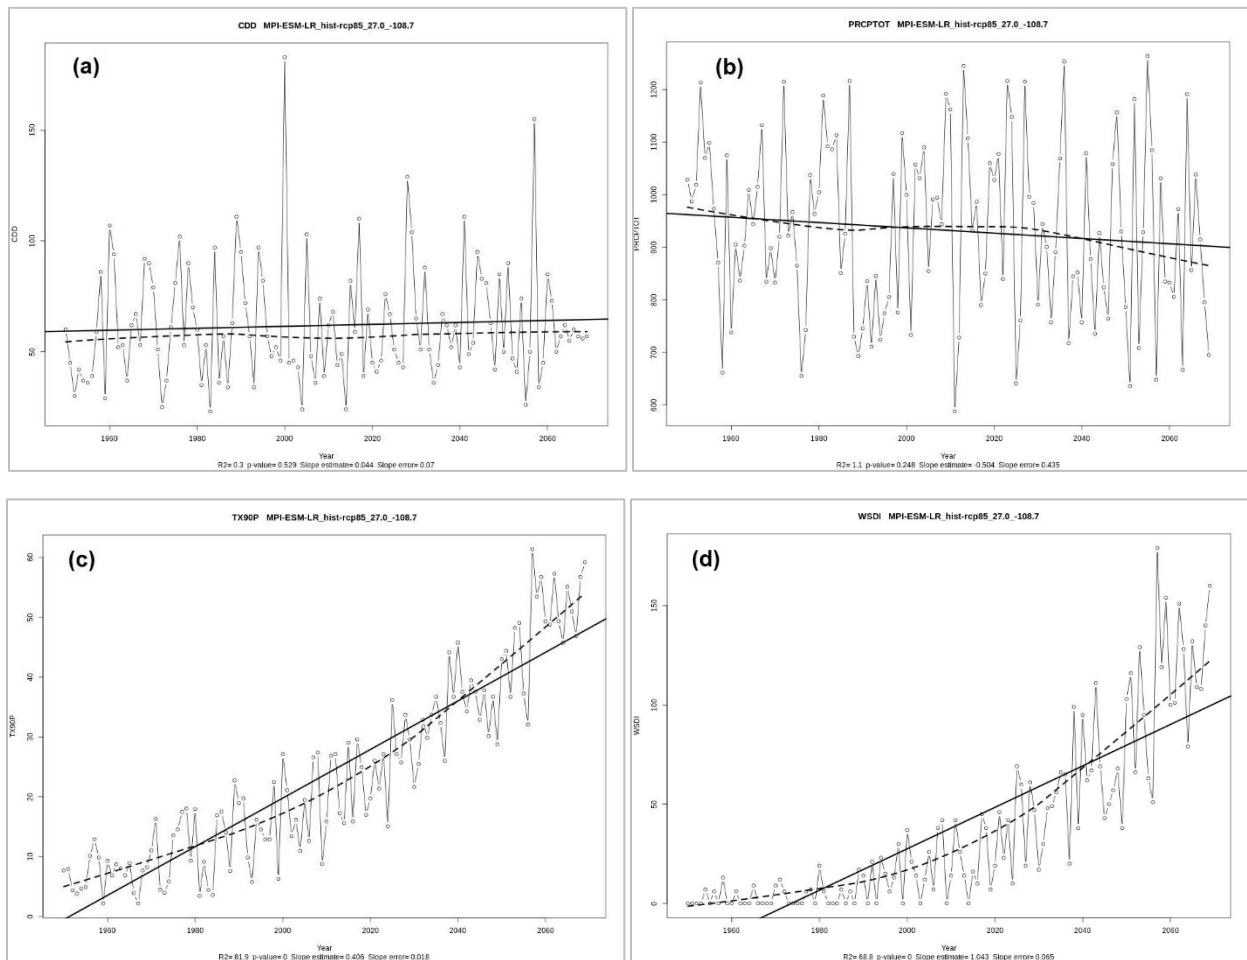 CDD MPI-ESM-LR_hist-rcp85_27.0_-108.7
(a)
150
100
50
CDD
1960 1980 2000 2020 2040 2060
Year
R2= 0.3 p-value= 0.529 Slope estimate= 0.044 Slope error= 0.07
PRCPTOT MPI-ESM-LR_hist-rcp85_27.0_-108.7
(b)
1200
1100
1000
900
800
700
600
PRCPTOT
1960 1980 2000 2020 2040 2060
Year
R2= 1.1 p-value= 0.248 Slope estimate= -0.504 Slope error= 0.435
TX90P MPI-ESM-LR_hist-rcp85_27.0_-108.7
(c)
60
50
40
30
20
10
0
TX90P
1960 1980 2000 2020 2040 2060
Year
R2= 81.9 p-value= 0 Slope estimate= 0.406 Slope error= 0.018
WSDI MPI-ESM-LR_hist-rcp85_27.0_-108.7
(d)
150
100
50
0
WSDI
1960 1980 2000 2020 2040 2060
Year
R2= 68.8 p-value= 0 Slope estimate= 1.043 Slope error= 0.065